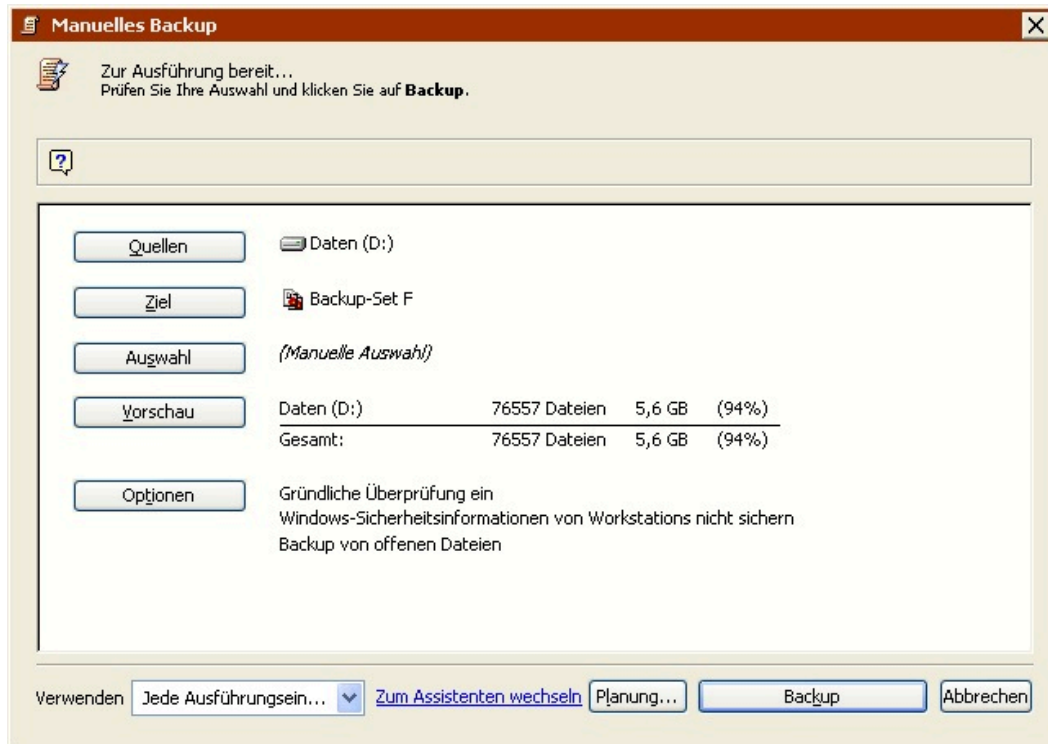 Manuelles Backup
Zur Ausführung bereit...
Prüfen Sie Ihre Auswahl und klicken Sie auf Backup.
Quellen Daten (D:)
Ziel Backup-Set F
Auswahl (Manuelle Auswahl)
Vorschau Daten (D:) 76557 Dateien 5,6 GB (94%)
Gesamt: 76557 Dateien 5,6 GB (94%)
Optionen Gründliche Überprüfung ein
Windows-Sicherheitsinformationen von Workstations nicht sichern
Backup von offenen Dateien
Verwenden Jede Ausführungsein... Zum Assistenten wechseln Planung... Backup Abbrechen